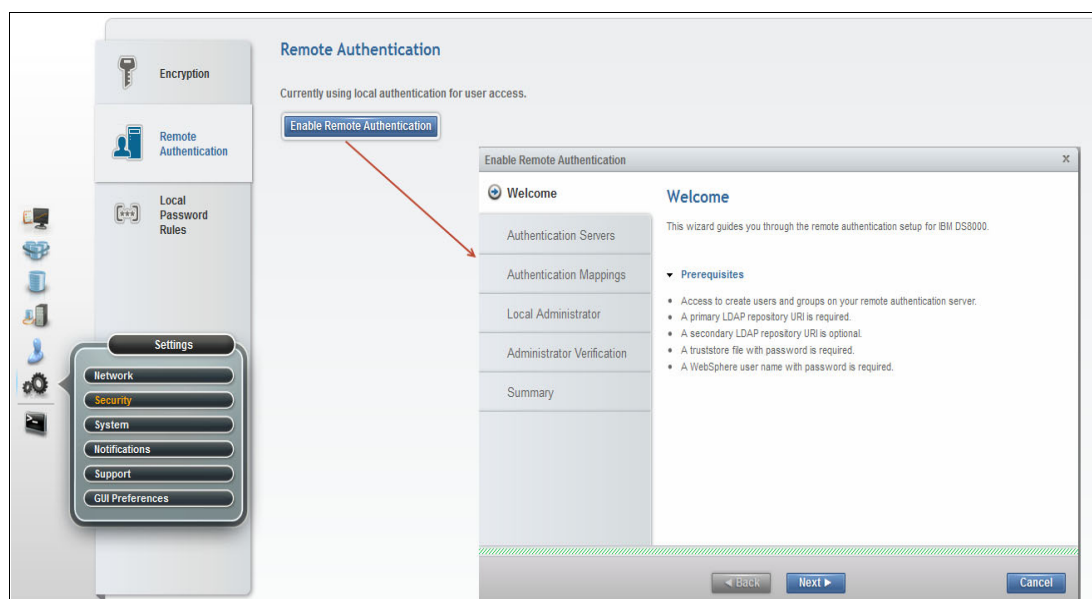 Encryption
Remote
Authentication
Local
Password
Rules
Settings
Network
Security
System
Notifications
Support
GUI Preferences
Remote Authentication
Currently using local authentication for user access.
Enable Remote Authentication
Enable Remote Authentication x
Welcome
Authentication Servers
Authentication Mappings
Local Administrator
Administrator Verification
Summary
Welcome
This wizard guides you through the remote authentication setup for IBM DS8000.
Prerequisites
• Access to create users and groups on your remote authentication server.
• A primary LDAP repository URI is required.
• A secondary LDAP repository URI is optional.
• A truststore file with password is required.
• A WebSphere user name with password is required.
◄ Back Next ► Cancel